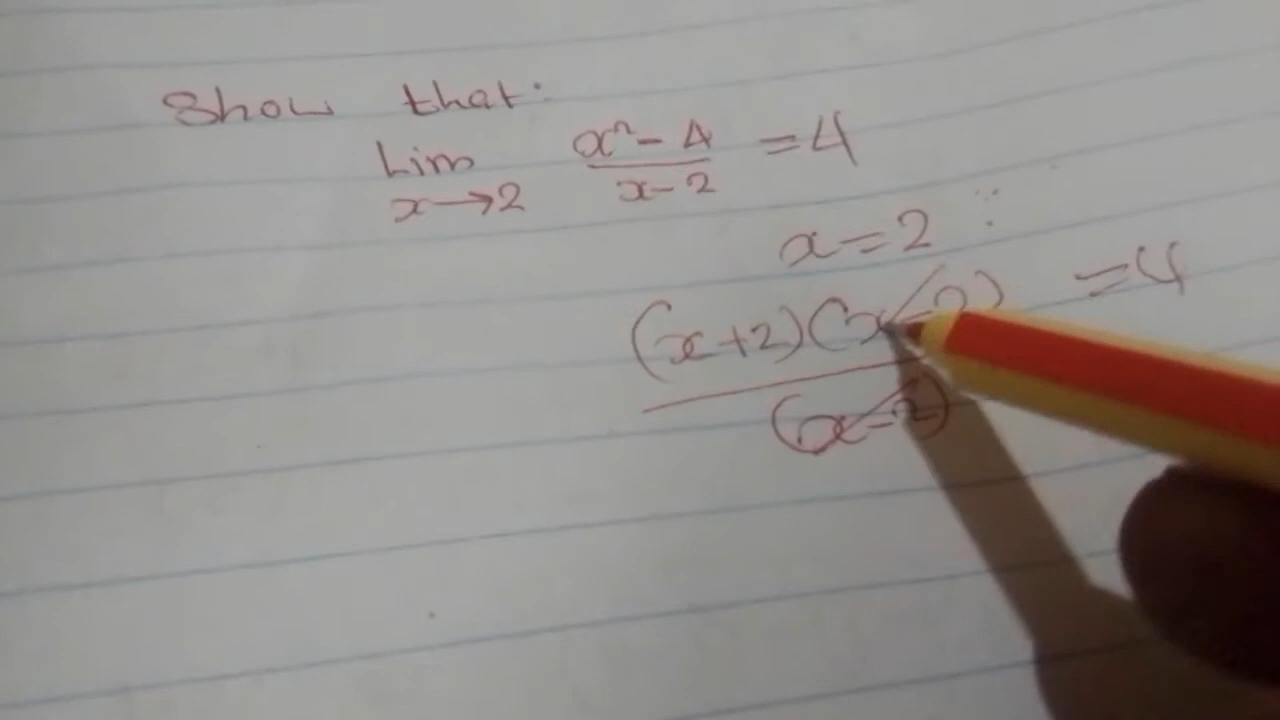 Show that:
Lim x²-4 = 4
x→2 x-2
x = 2 :
(x+2)(x-2) = 4
(x-2)